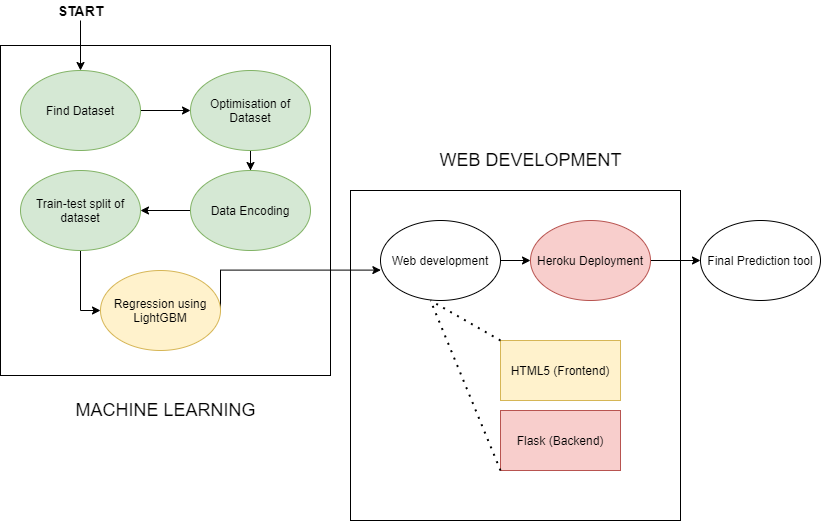 START
Find Dataset
Optimisation of
Dataset
Train-test split of
dataset
Data Encoding
Regression using
LightGBM
MACHINE LEARNING
WEB DEVELOPMENT
Web development
Heroku Deployment
Final Prediction tool
HTML5 (Frontend)
Flask (Backend)